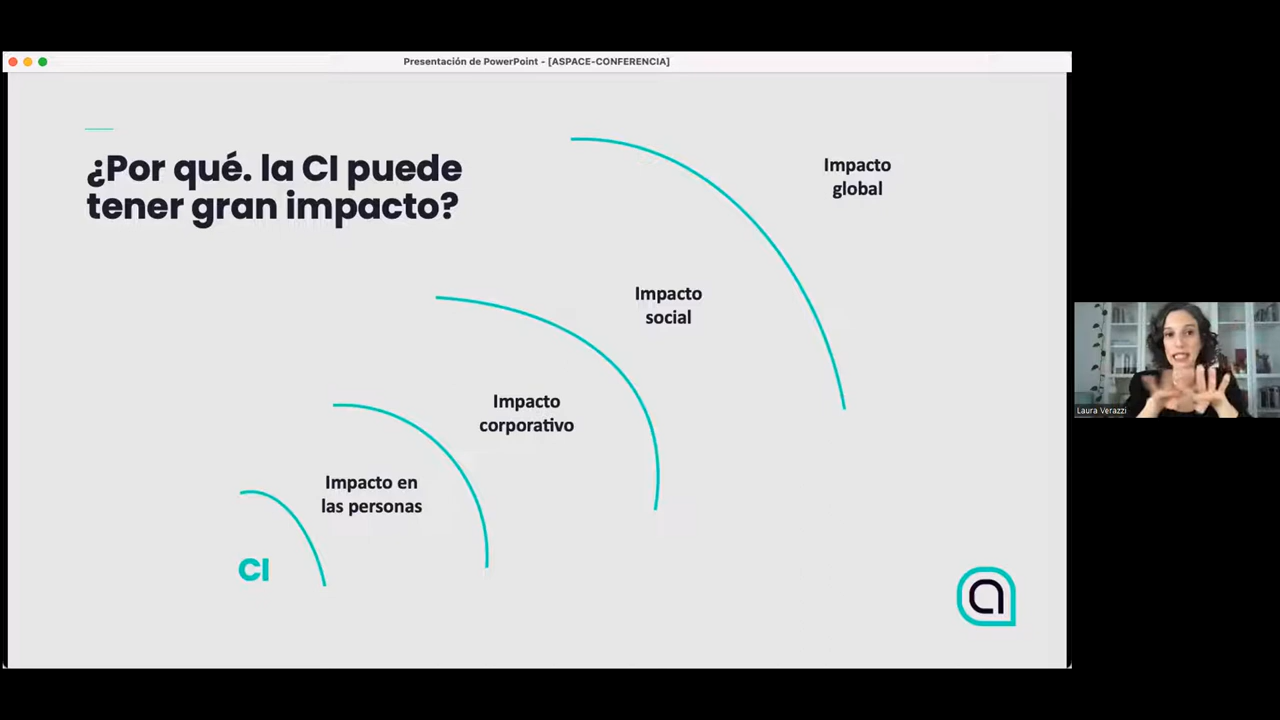 Presentación de PowerPoint - [ASPACE-CONFERENCIA]
¿Por qué. la CI puede
tener gran impacto?
Impacto
global
Impacto
social
Impacto
corporativo
Impacto en
las personas
CI
Laura Verazzi